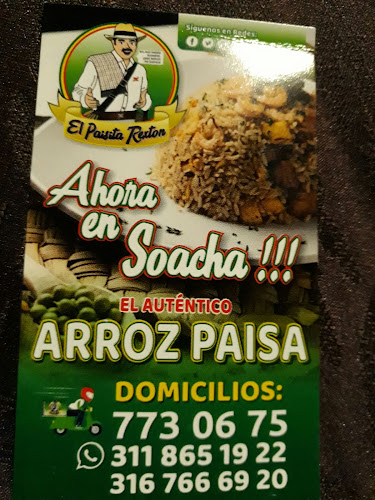 Síguenos en Redes:
El Paisita Rexton
Ahora
en
Soacha !!!
EL AUTÉNTICO
ARROZ PAISA
DOMICILIOS:
773 06 75
311 865 19 22
316 766 69 20